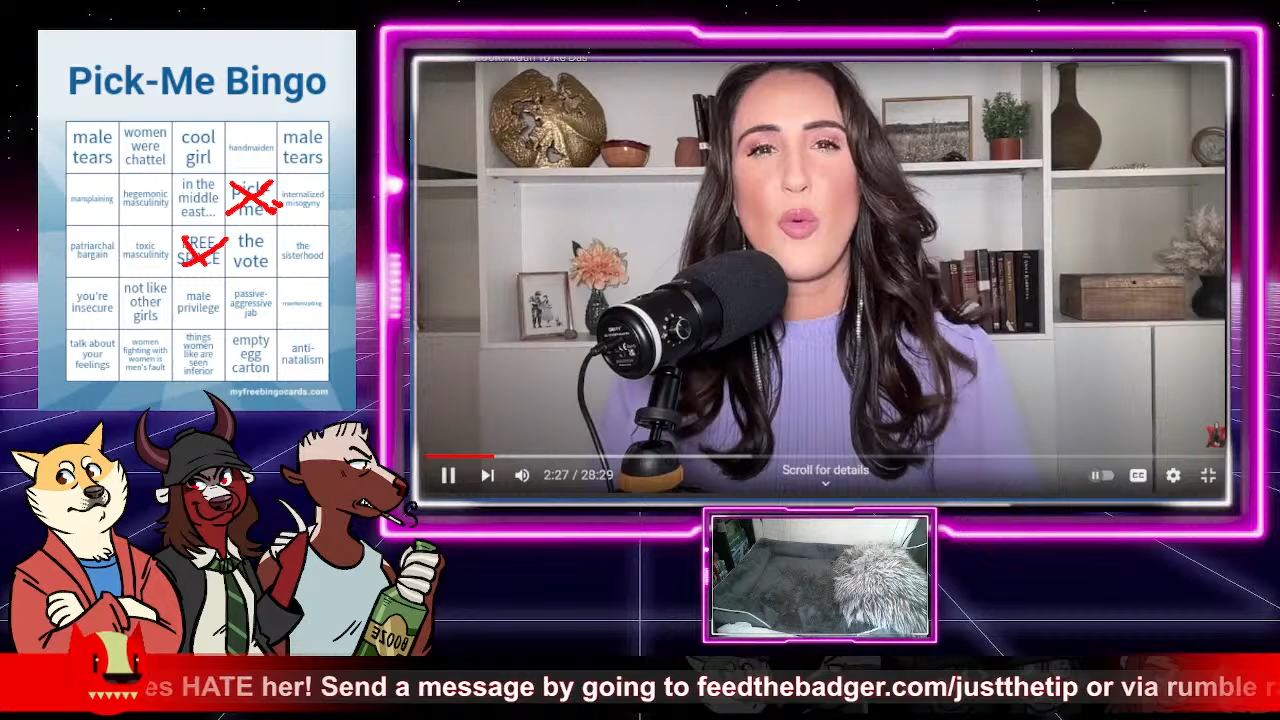 Pick-Me Bingo
male
tears
women
were
chattel
cool
girl
handmaiden
male
tears
mansplaining
hegemonic
masculinity
in the
middle
east...
pick
me
internalized
misogyny
patriarchal
bargain
toxic
masculinity
FREE
SPACE
the
vote
the
sisterhood
you're
insecure
not like
other
girls
male
privilege
passive-
aggressive
jab
talk about
your
feelings
women
fighting with
women is
men's fault
things
women
like are
seen
inferior
empty
egg
carton
anti-
natalism
myfreebingocards.com
2:27 / 28:29
Scroll for details
CC
BOOZE
es HATE her! Send a message by going to feedthebadger.com/justthetip or via rumble r